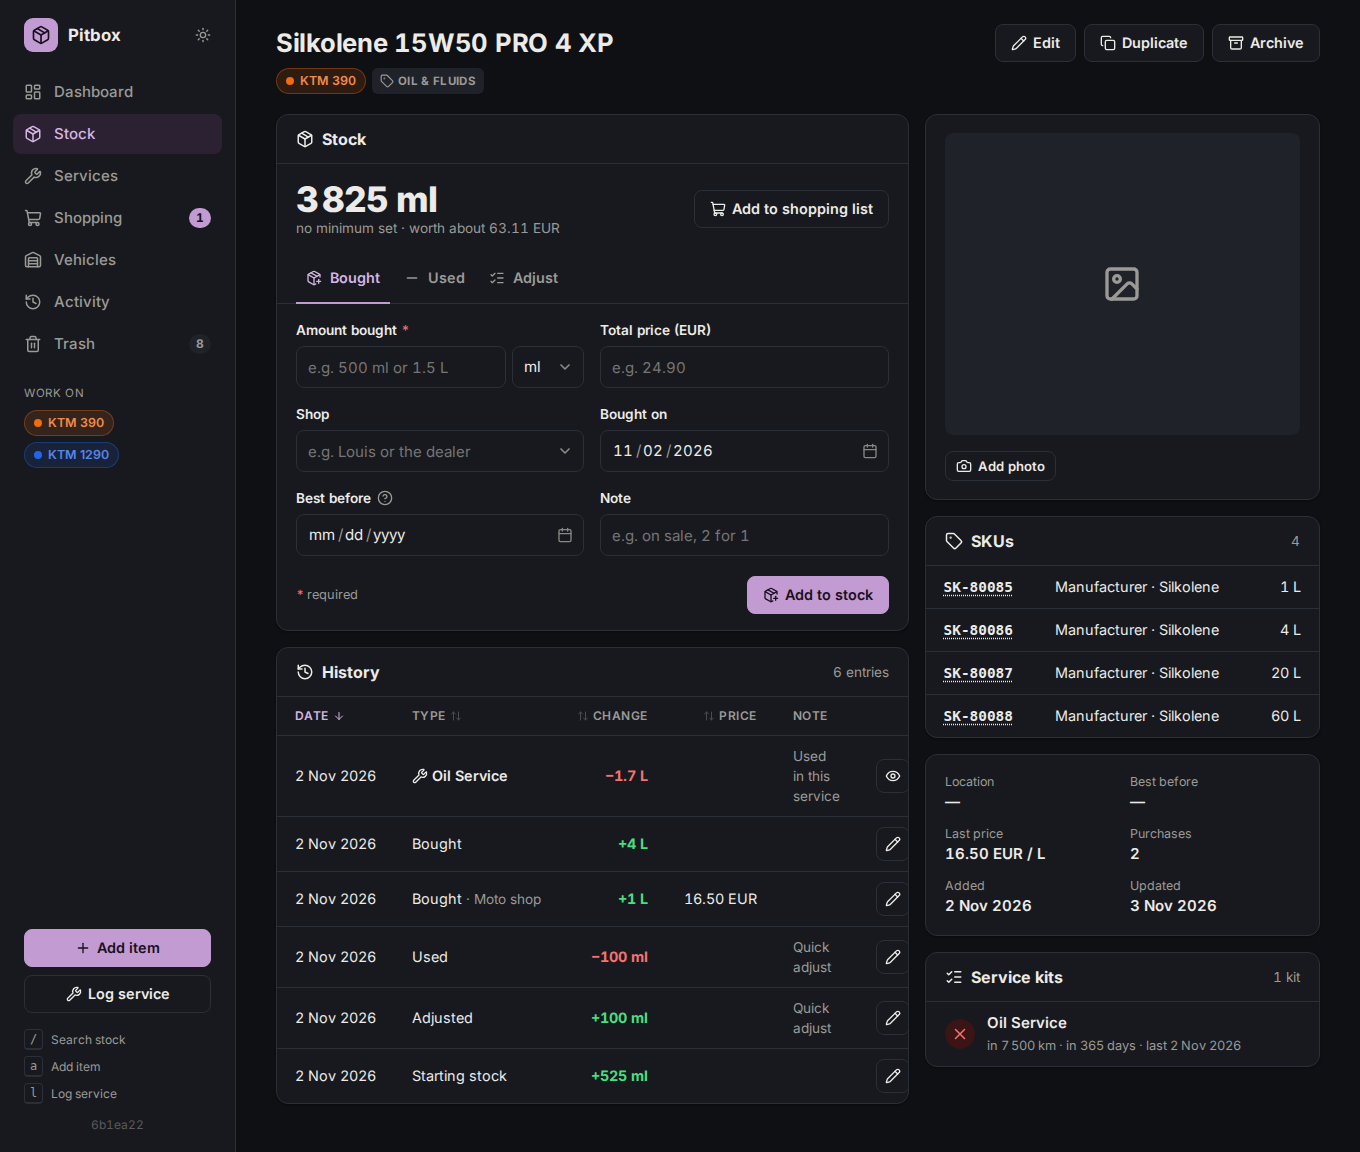 Pitbox
Dashboard
Stock
Services
Shopping 1
Vehicles
Activity
Trash 8
WORK ON
KTM 390
KTM 1290
Add item
Log service
/ Search stock
a Add item
l Log service
6b1ea22
Silkolene 15W50 PRO 4 XP
KTM 390 OIL & FLUIDS
Edit Duplicate Archive
Stock
3 825 ml
no minimum set · worth about 63.11 EUR
Add to shopping list
Bought Used Adjust
Amount bought * Total price (EUR)
e.g. 500 ml or 1.5 L ml e.g. 24.90
Shop Bought on
e.g. Louis or the dealer 11/02/2026
Best before Note
mm/dd/yyyy e.g. on sale, 2 for 1
* required Add to stock
History 6 entries
DATE TYPE CHANGE PRICE NOTE
2 Nov 2026 Oil Service −1.7 L Used
in this
service
2 Nov 2026 Bought +4 L
2 Nov 2026 Bought · Moto shop +1 L 16.50 EUR
2 Nov 2026 Used −100 ml Quick
adjust
2 Nov 2026 Adjusted +100 ml Quick
adjust
2 Nov 2026 Starting stock +525 ml
Add photo
SKUs 4
SK-80085 Manufacturer · Silkolene 1 L
SK-80086 Manufacturer · Silkolene 4 L
SK-80087 Manufacturer · Silkolene 20 L
SK-80088 Manufacturer · Silkolene 60 L
Location Best before
— —
Last price Purchases
16.50 EUR / L 2
Added Updated
2 Nov 2026 3 Nov 2026
Service kits 1 kit
Oil Service
in 7 500 km · in 365 days · last 2 Nov 2026